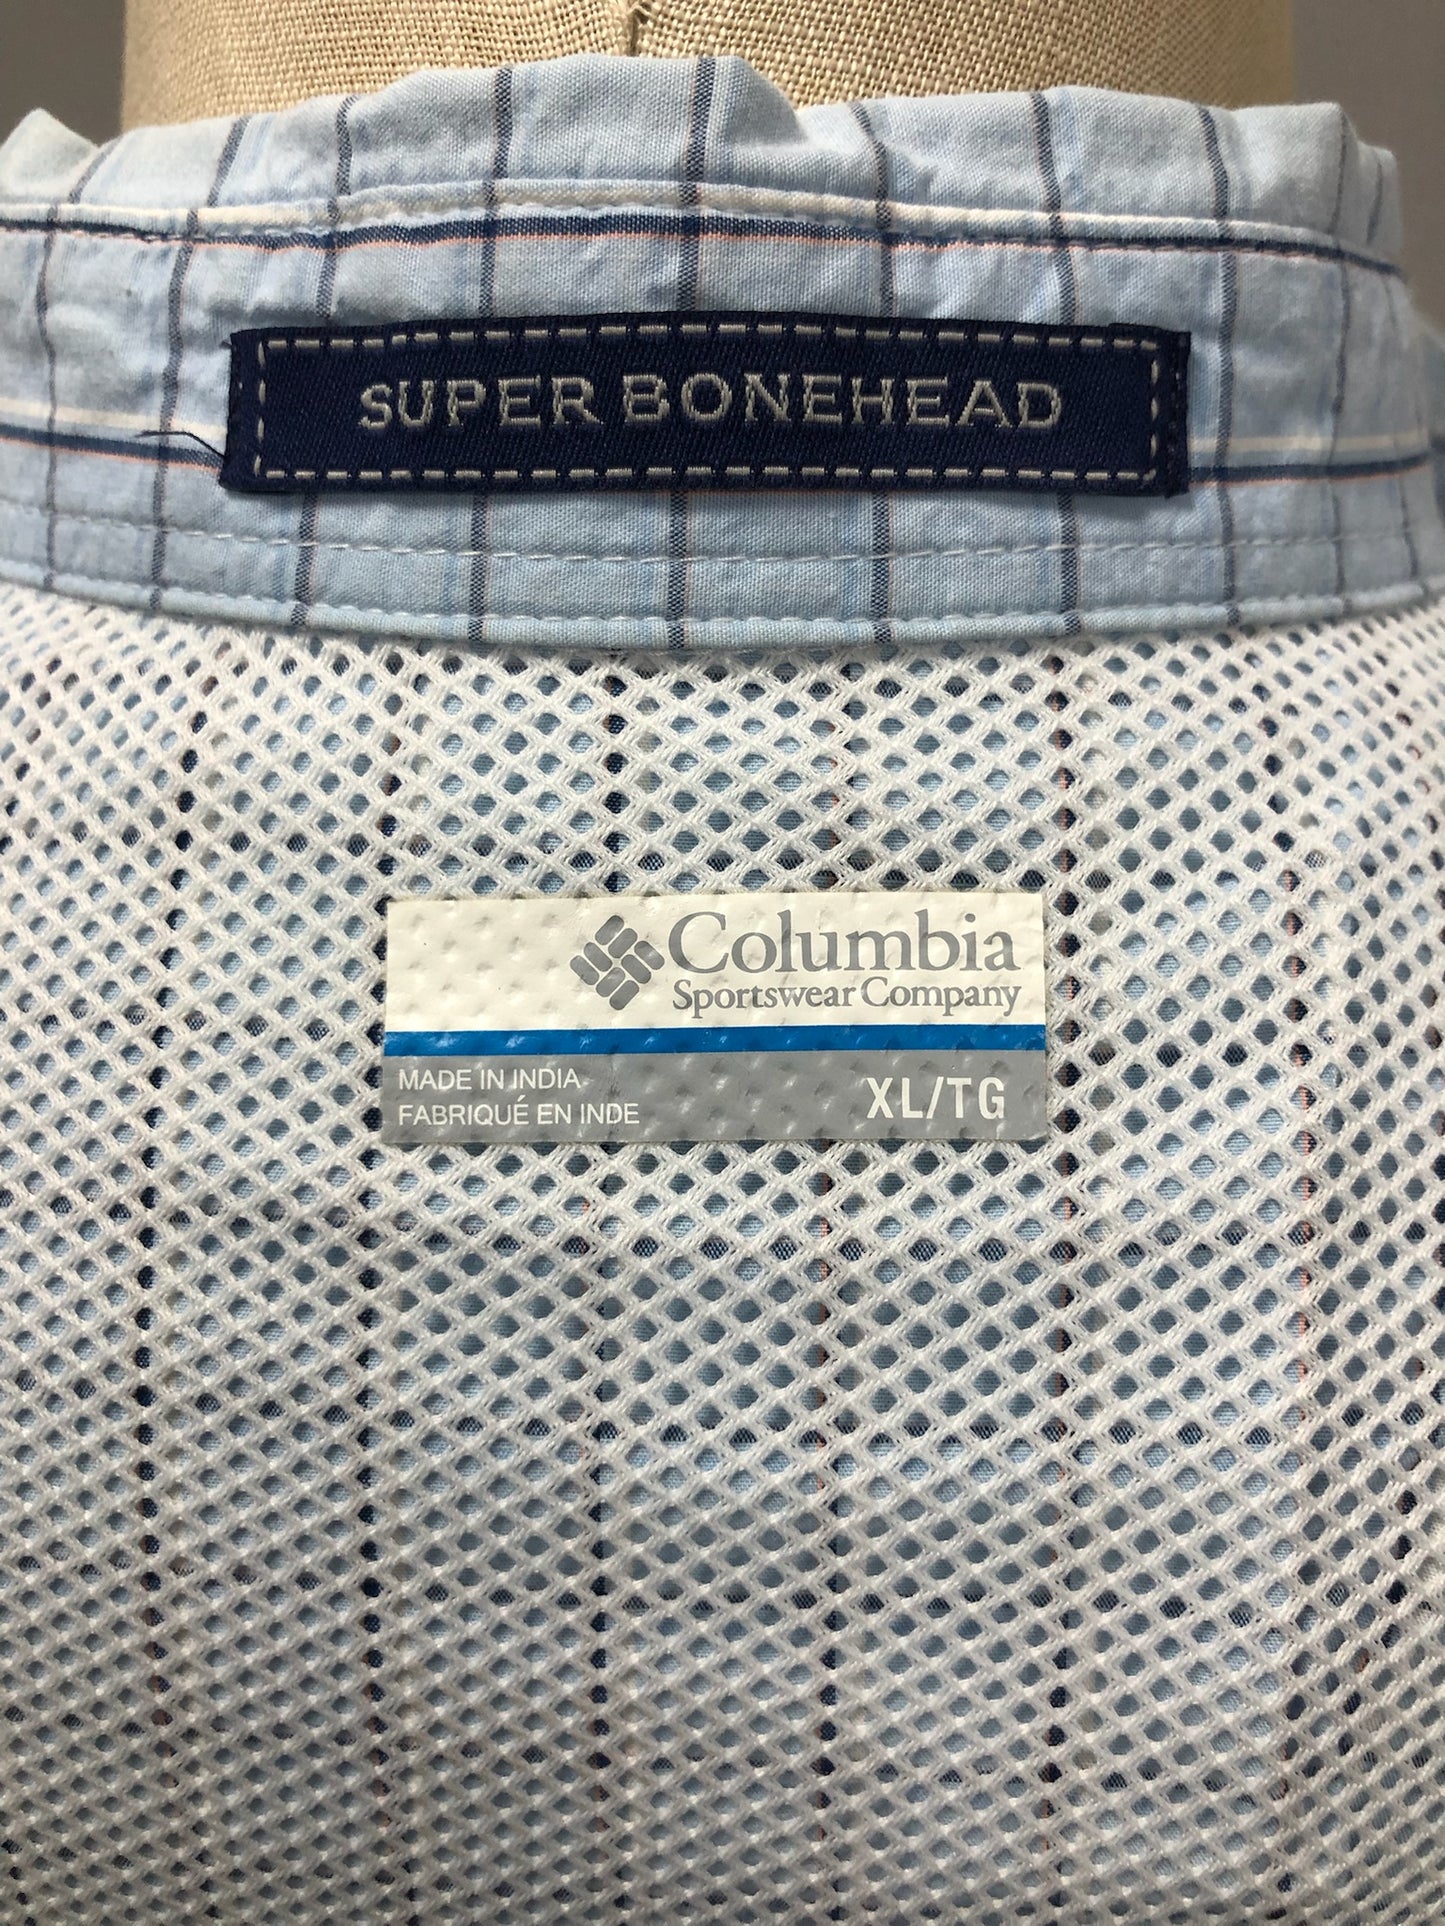 SUPER BONEHEAD
Columbia
Sportswear Company
MADE IN INDIA
FABRIQUÉ EN INDE
XL/TG